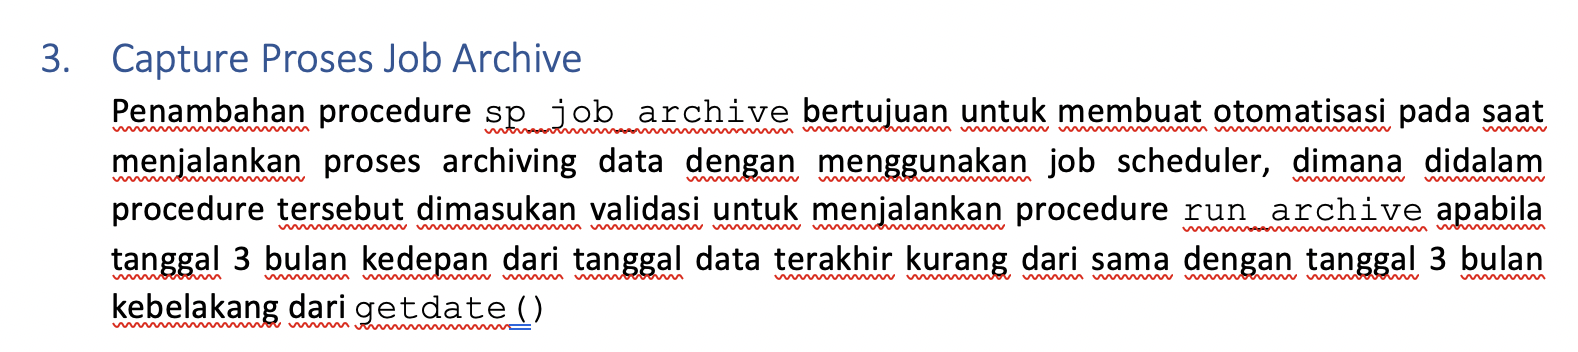 3. Capture Proses Job Archive
Penambahan procedure sp_job_archive bertujuan untuk membuat otomatisasi pada saat
menjalankan proses archiving data dengan menggunakan job scheduler, dimana didalam
procedure tersebut dimasukan validasi untuk menjalankan procedure run_archive apabila
tanggal 3 bulan kedepan dari tanggal data terakhir kurang dari sama dengan tanggal 3 bulan
kebelakang dari getdate()